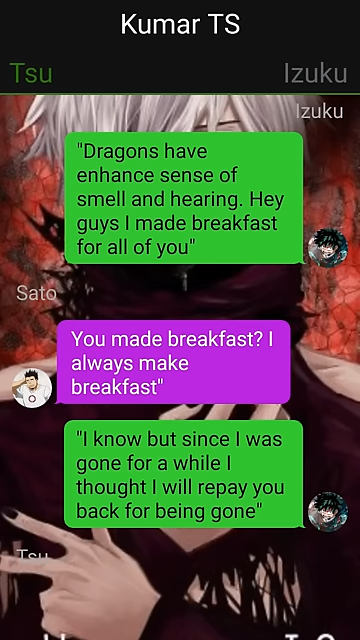 Kumar TS
Tsu Izuku
Izuku
"Dragons have
enhance sense of
smell and hearing. Hey
guys I made breakfast
for all of you"
Sato
You made breakfast? I
always make
breakfast"
"I know but since I was
gone for a while I
thought I will repay you
back for being gone"
Tsu